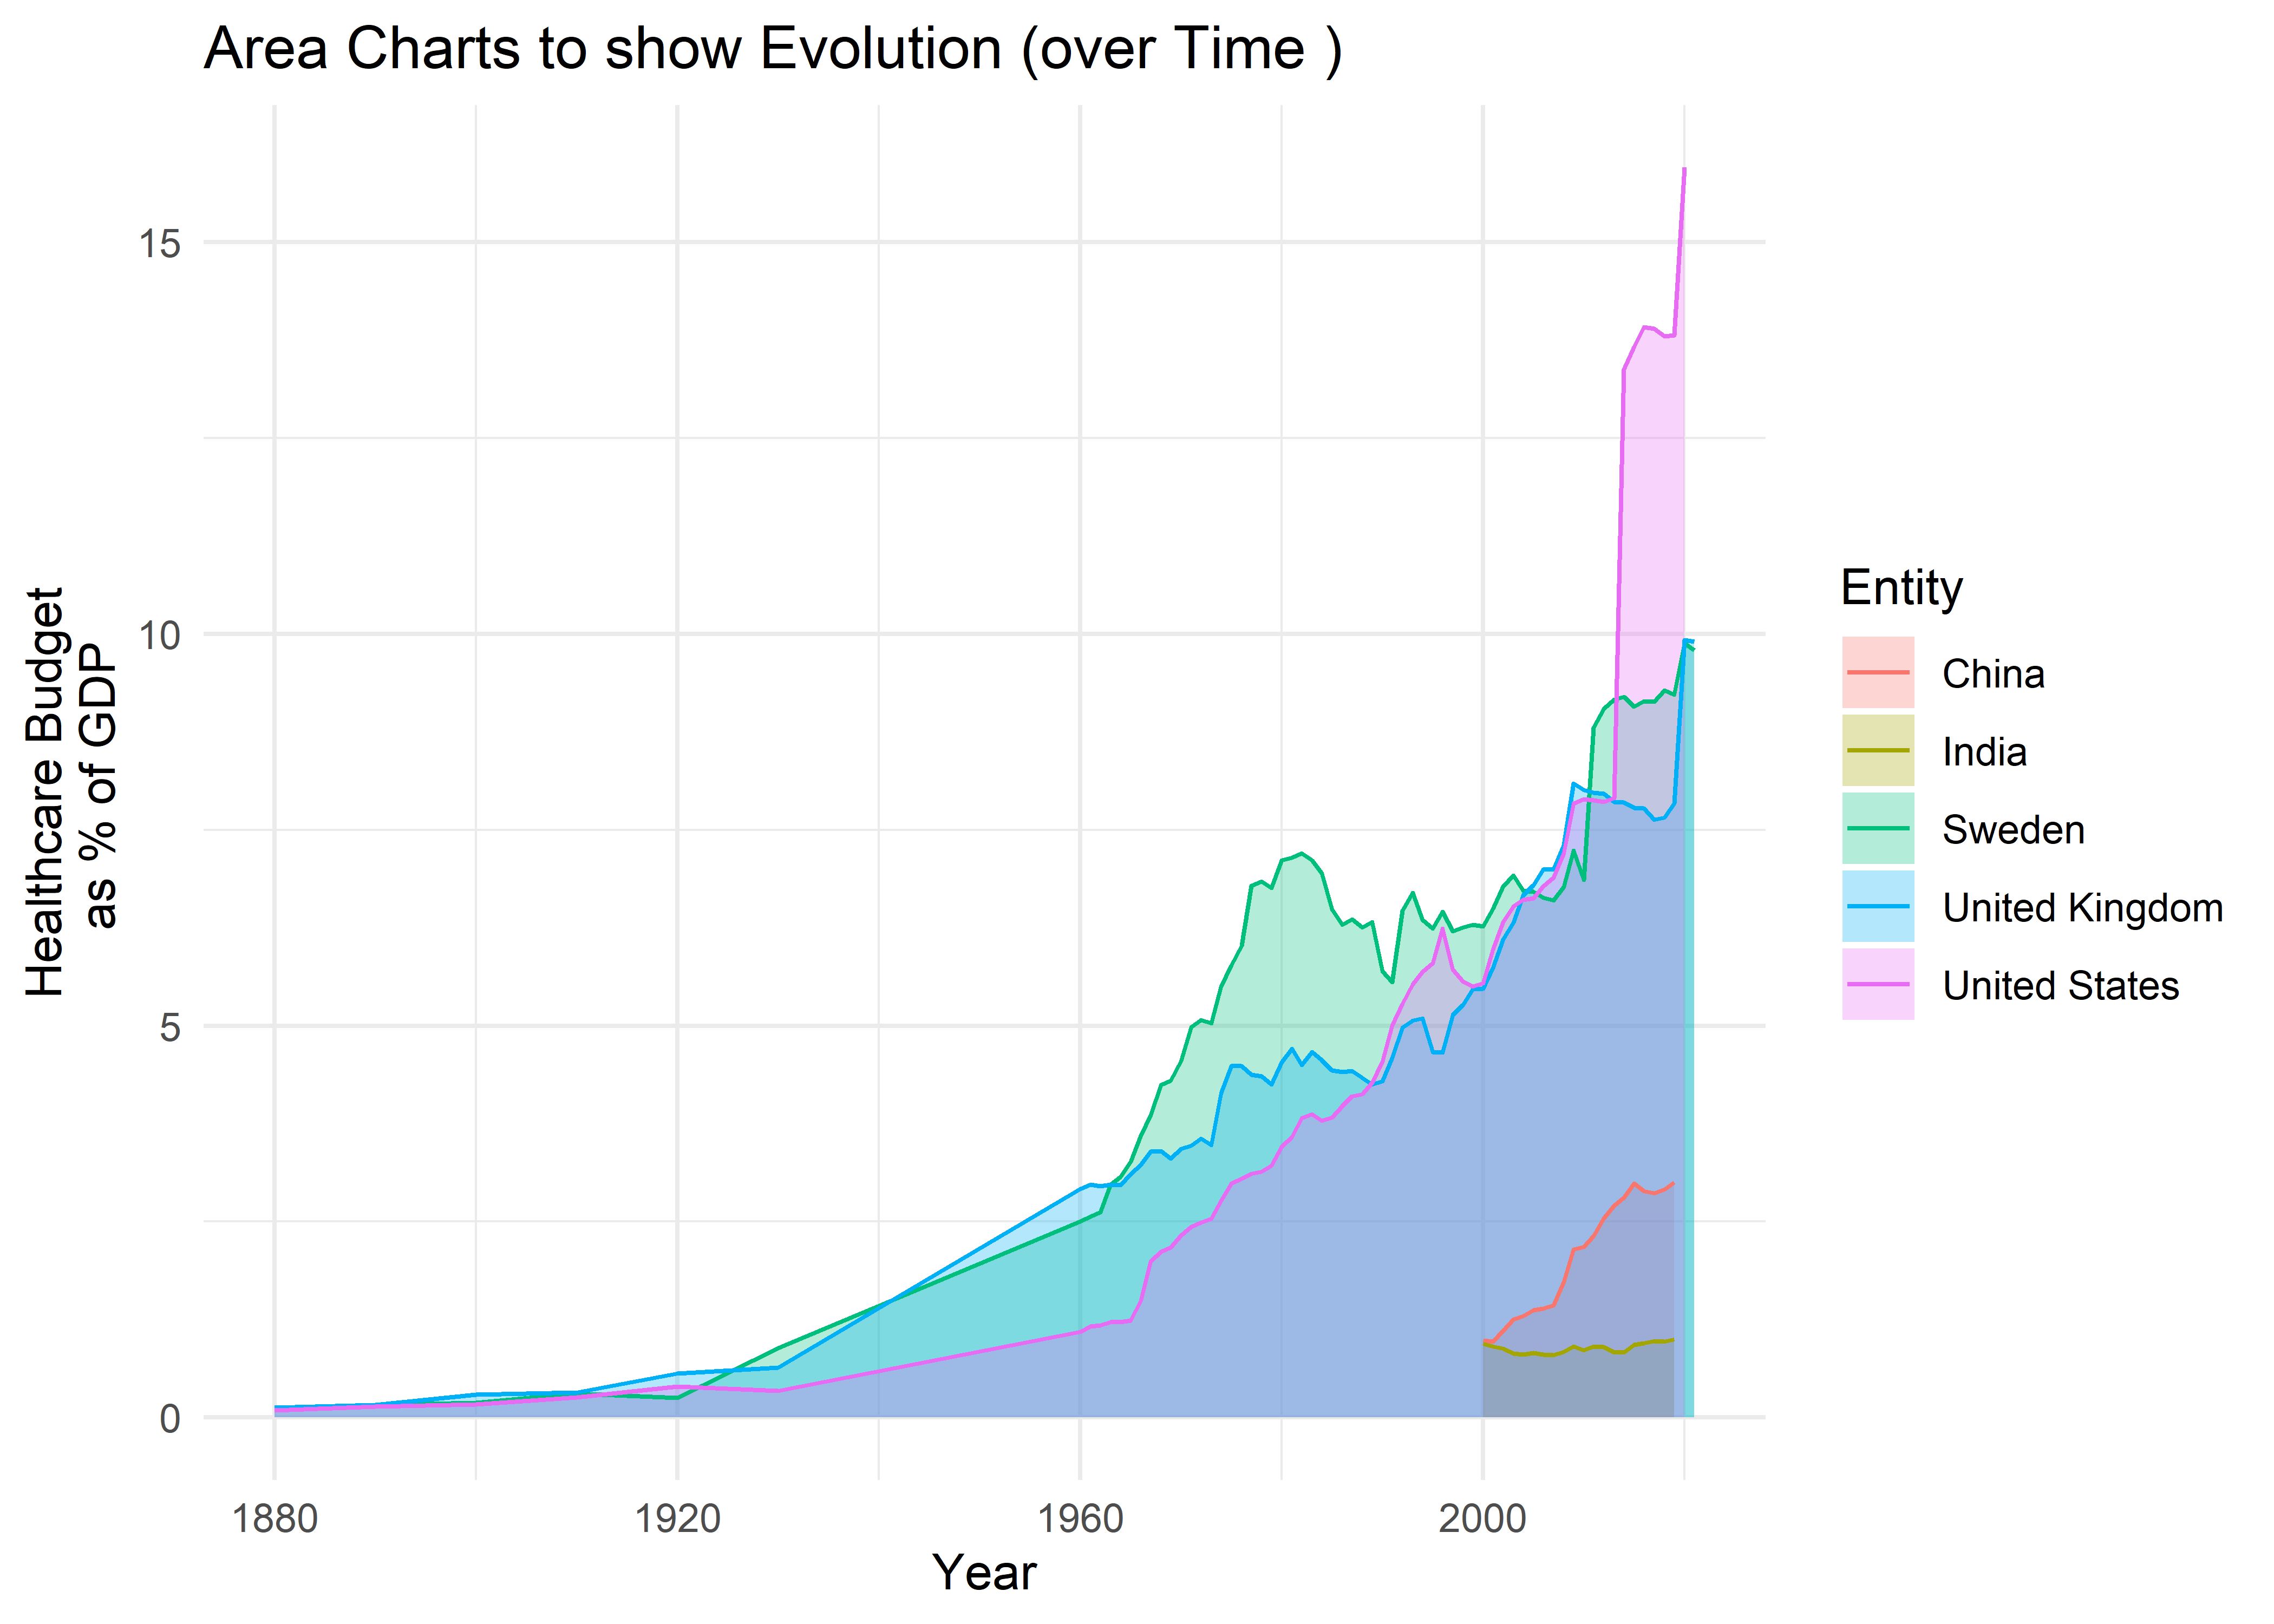 Area Charts to show Evolution (over Time )
Healthcare Budget
as % of GDP
15
10
5
0
1880
1920
1960
2000
Year
Entity
China
India
Sweden
United Kingdom
United States